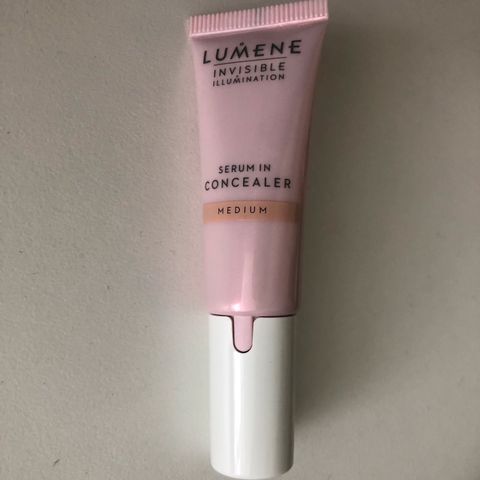 LUMENE
INVISIBLE
ILLUMINATION
SERUM IN
CONCEALER
MEDIUM